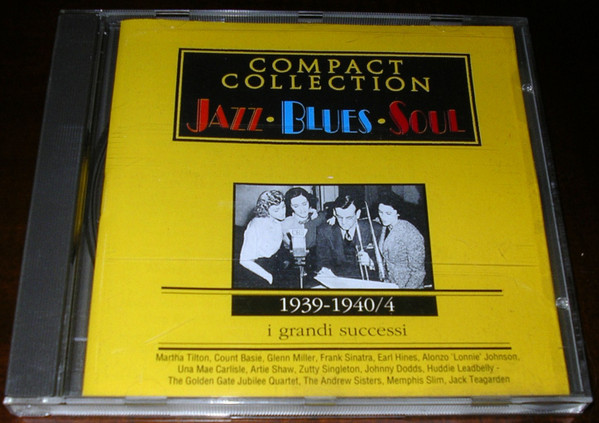 COMPACT
COLLECTION
JAZZ · BLUES · SOUL
1939-1940/4
i grandi successi
Martha Tilton, Count Basie, Glenn Miller, Frank Sinatra, Earl Hines, Alonzo 'Lonnie' Johnson,
Una Mae Carlisle, Artie Shaw, Zutty Singleton, Johnny Dodds, Huddie Leadbelly -
The Golden Gate Jubilee Quartet, The Andrew Sisters, Memphis Slim, Jack Teagarden